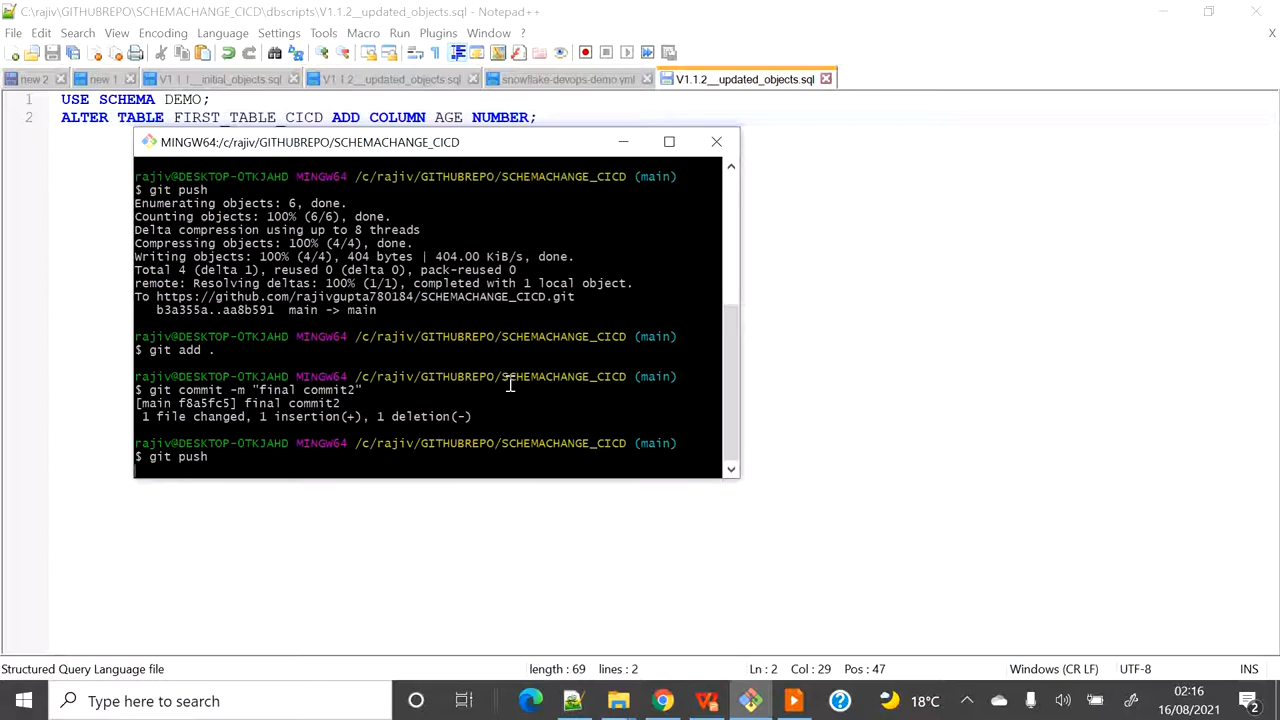 C:\rajiv\GITHUBREPO\SCHEMACHANGE_CICD\dbscripts\V1.1.2__updated_objects.sql - Notepad++
File Edit Search View Encoding Language Settings Tools Macro Run Plugins Window ? X
new 2 new 1 V1.1.1__initial_objects.sql V1.1.2__updated_objects.sql snowflake-devops-demo.yml V1.1.2__updated_objects.sql
1 USE SCHEMA DEMO;
2 ALTER TABLE FIRST_TABLE_CICD ADD COLUMN AGE NUMBER;
MINGW64:/c/rajiv/GITHUBREPO/SCHEMACHANGE_CICD
rajiv@DESKTOP-OTKJAHD MINGW64 /c/rajiv/GITHUBREPO/SCHEMACHANGE_CICD (main)
$ git push
Enumerating objects: 6, done.
Counting objects: 100% (6/6), done.
Delta compression using up to 8 threads
Compressing objects: 100% (4/4), done.
Writing objects: 100% (4/4), 404 bytes | 404.00 KiB/s, done.
Total 4 (delta 1), reused 0 (delta 0), pack-reused 0
remote: Resolving deltas: 100% (1/1), completed with 1 local object.
To https://github.com/rajivgupta780184/SCHEMACHANGE_CICD.git
b3a355a..aa8b591 main -> main
rajiv@DESKTOP-OTKJAHD MINGW64 /c/rajiv/GITHUBREPO/SCHEMACHANGE_CICD (main)
$ git add .
rajiv@DESKTOP-OTKJAHD MINGW64 /c/rajiv/GITHUBREPO/SCHEMACHANGE_CICD (main)
$ git commit -m "final commit2"
[main f8a5fc5] final commit2
1 file changed, 1 insertion(+), 1 deletion(-)
rajiv@DESKTOP-OTKJAHD MINGW64 /c/rajiv/GITHUBREPO/SCHEMACHANGE_CICD (main)
$ git push
Structured Query Language file length : 69 lines : 2 Ln : 2 Col : 29 Pos : 47 Windows (CR LF) UTF-8 INS
Type here to search 18°C 02:16
16/08/2021 2